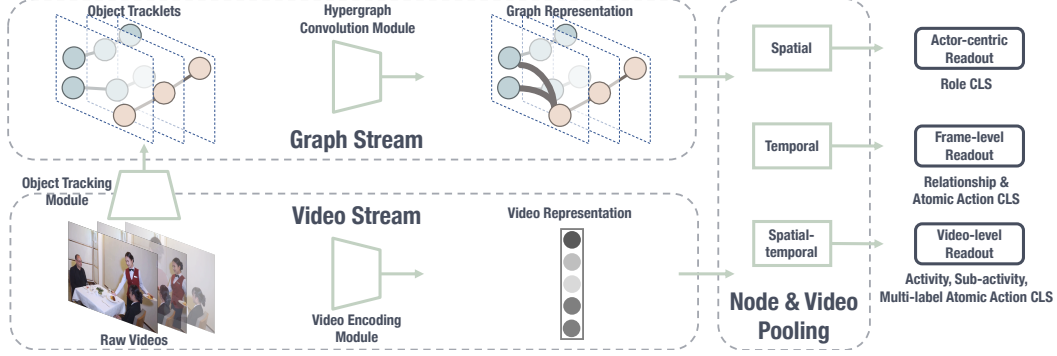 Object Tracklets
Hypergraph
Convolution Module
Graph Representation
Graph Stream
Object Tracking
Module
Video Stream
Raw Videos
Video Encoding
Module
Video Representation
Spatial
Temporal
Spatial-
temporal
Node & Video
Pooling
Actor-centric
Readout
Role CLS
Frame-level
Readout
Relationship &
Atomic Action CLS
Video-level
Readout
Activity, Sub-activity,
Multi-label Atomic Action CLS